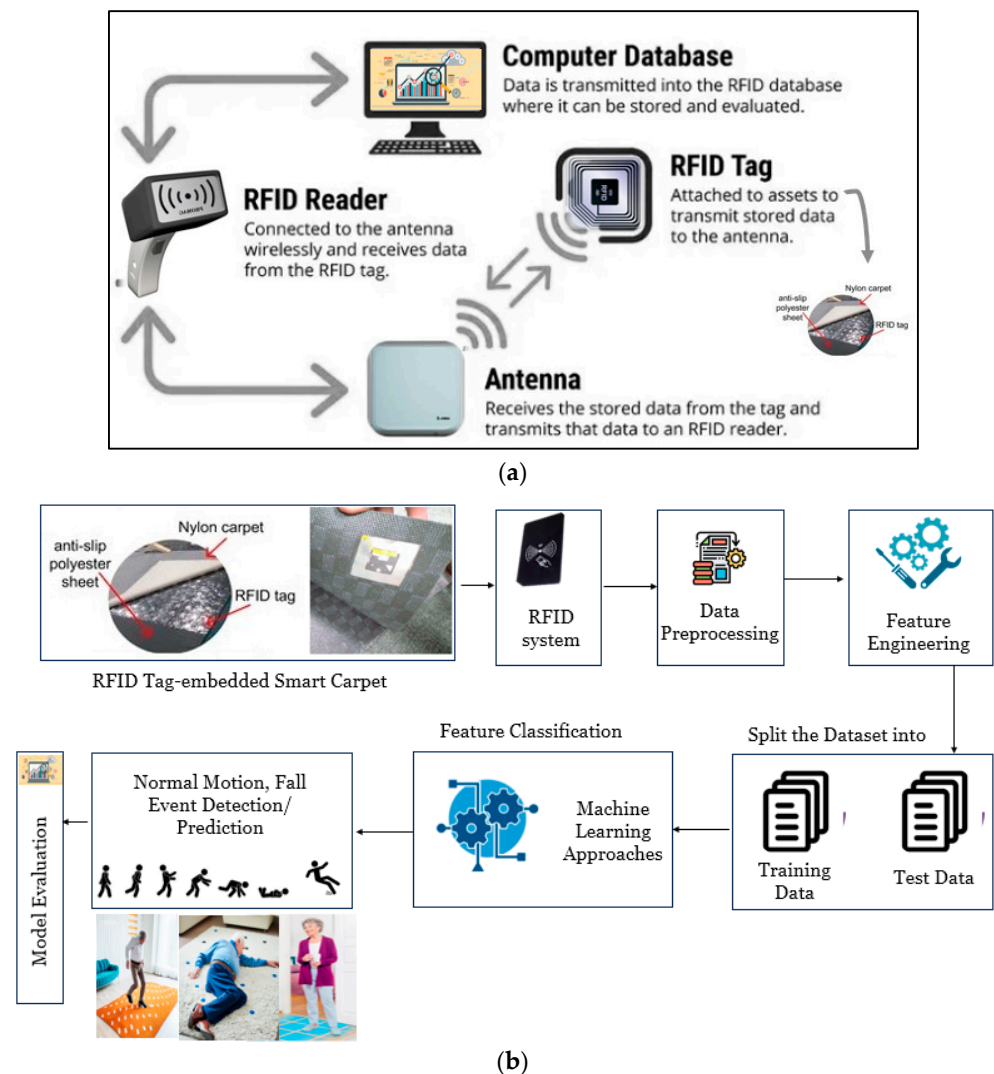 Computer Database
Data is transmitted into the RFID database
where it can be stored and evaluated.
RFID Tag
Attached to assets to
transmit stored data
to the antenna.
RFID
RFID Reader
Connected to the antenna
wirelessly and receives data
from the RFID tag.
anti-slip
polyester
sheet
Nylon carpet
RFID tag
Antenna
Receives the stored data from the tag and
transmits that data to an RFID reader.
(a)
Nylon carpet
anti-slip
polyester
sheet
RFID tag
RFID Tag-embedded Smart Carpet
RFID
system
Data
Preprocessing
Feature
Engineering
Split the Dataset into
Training
Data
Test Data
Feature Classification
Machine
Learning
Approaches
Normal Motion, Fall
Event Detection/
Prediction
Model Evaluation
(b)